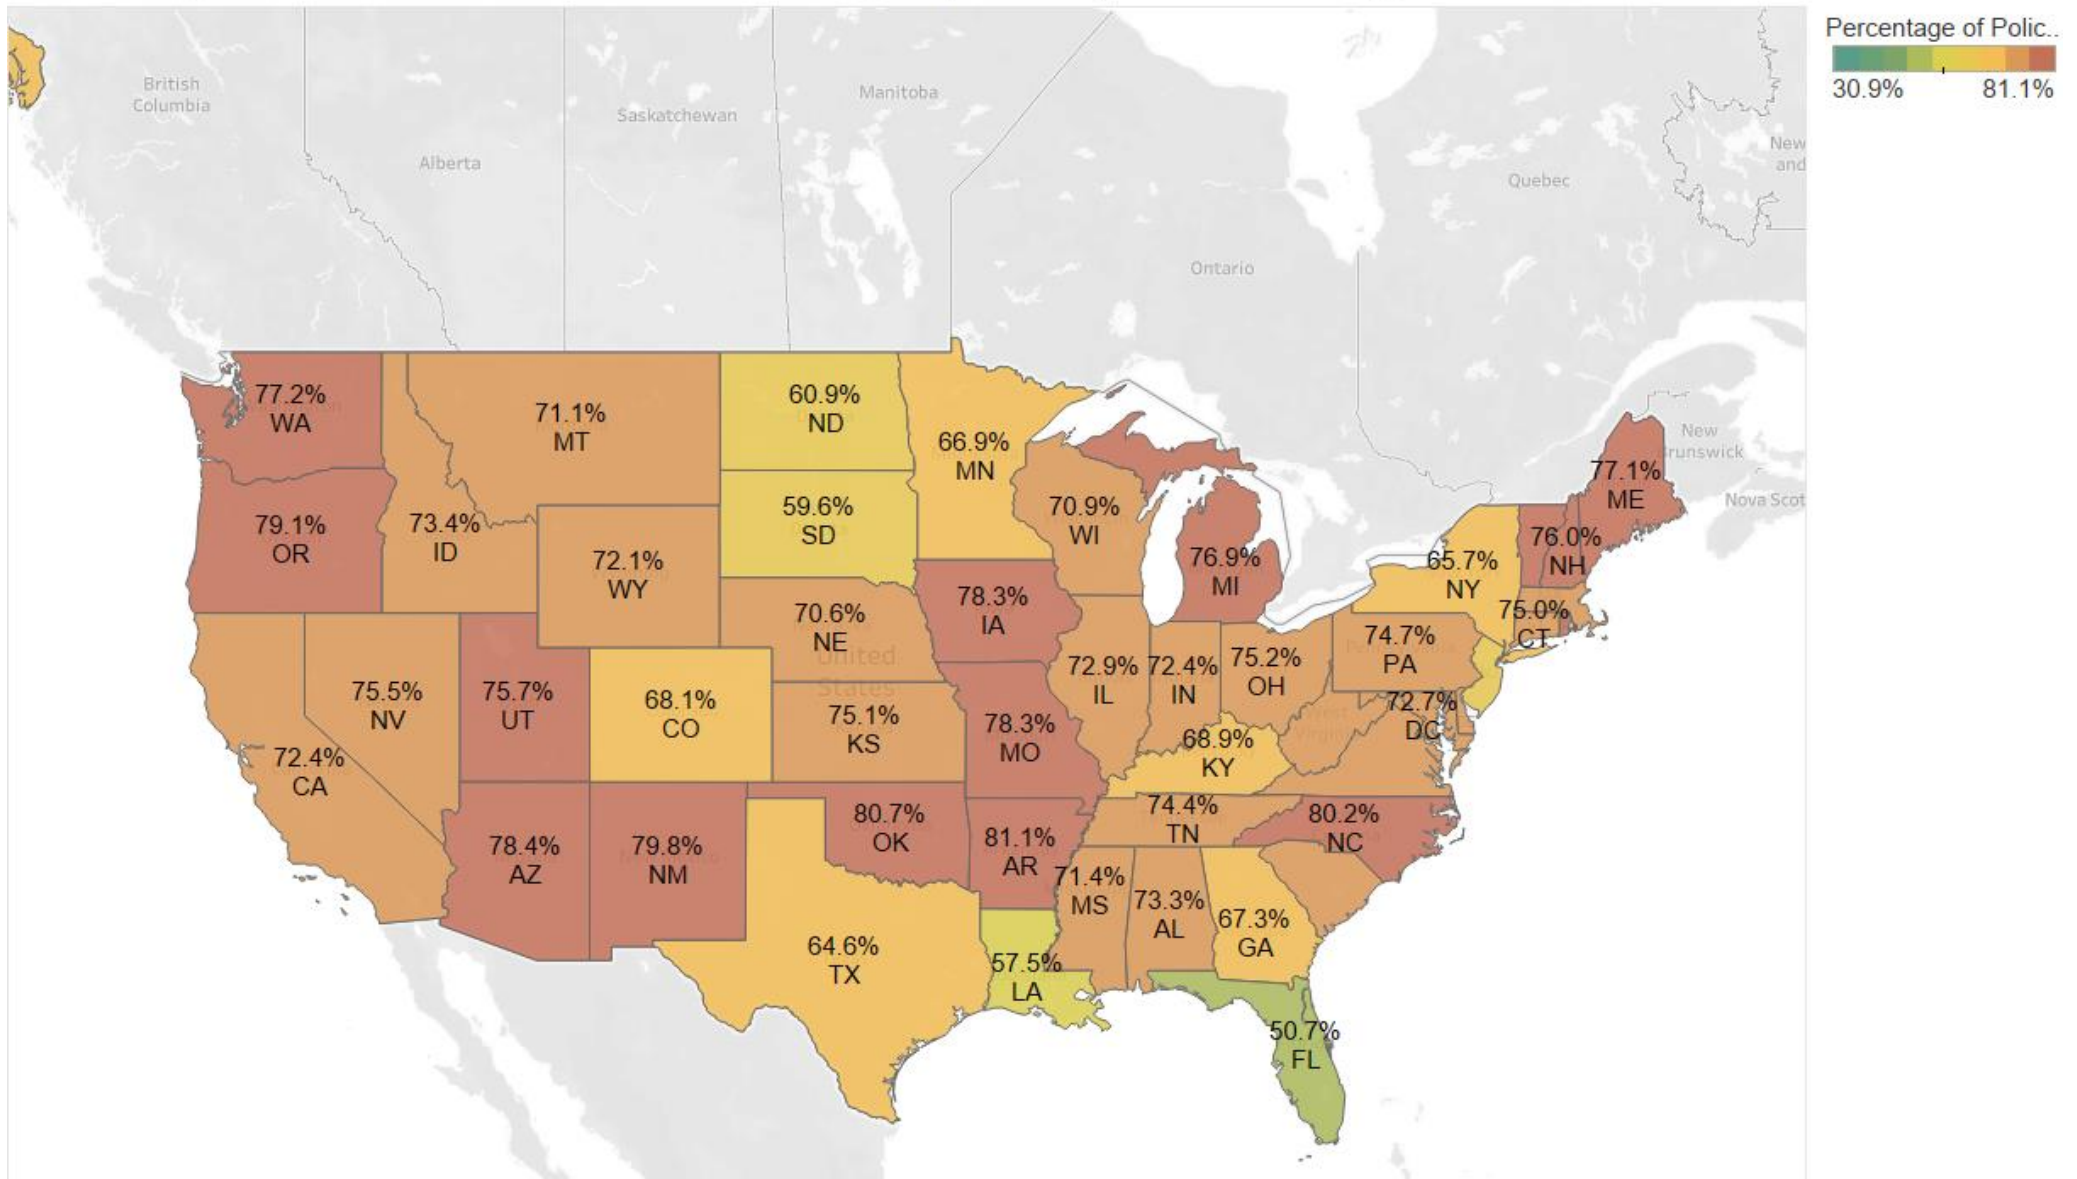 Percentage of Polic..
30.9% 81.1%
British
Columbia
Alberta
Saskatchewan
Manitoba
Ontario
Quebec
New
and
New
Brunswick
Nova Scot
77.2%
WA
79.1%
OR
73.4%
ID
71.1%
MT
72.1%
WY
60.9%
ND
59.6%
SD
70.6%
NE
United
States
66.9%
MN
70.9%
WI
76.9%
MI
78.3%
IA
65.7%
NY
76.0%
NH
77.1%
ME
75.0%
CT
74.7%
PA
72.4%
CA
75.5%
NV
75.7%
UT
68.1%
CO
75.1%
KS
78.3%
MO
72.9%
IL
72.4%
IN
75.2%
OH
West
Virginia
72.7%
DC
68.9%
KY
78.4%
AZ
79.8%
NM
80.7%
OK
81.1%
AR
74.4%
TN
80.2%
NC
64.6%
TX
57.5%
LA
71.4%
MS
73.3%
AL
67.3%
GA
50.7%
FL